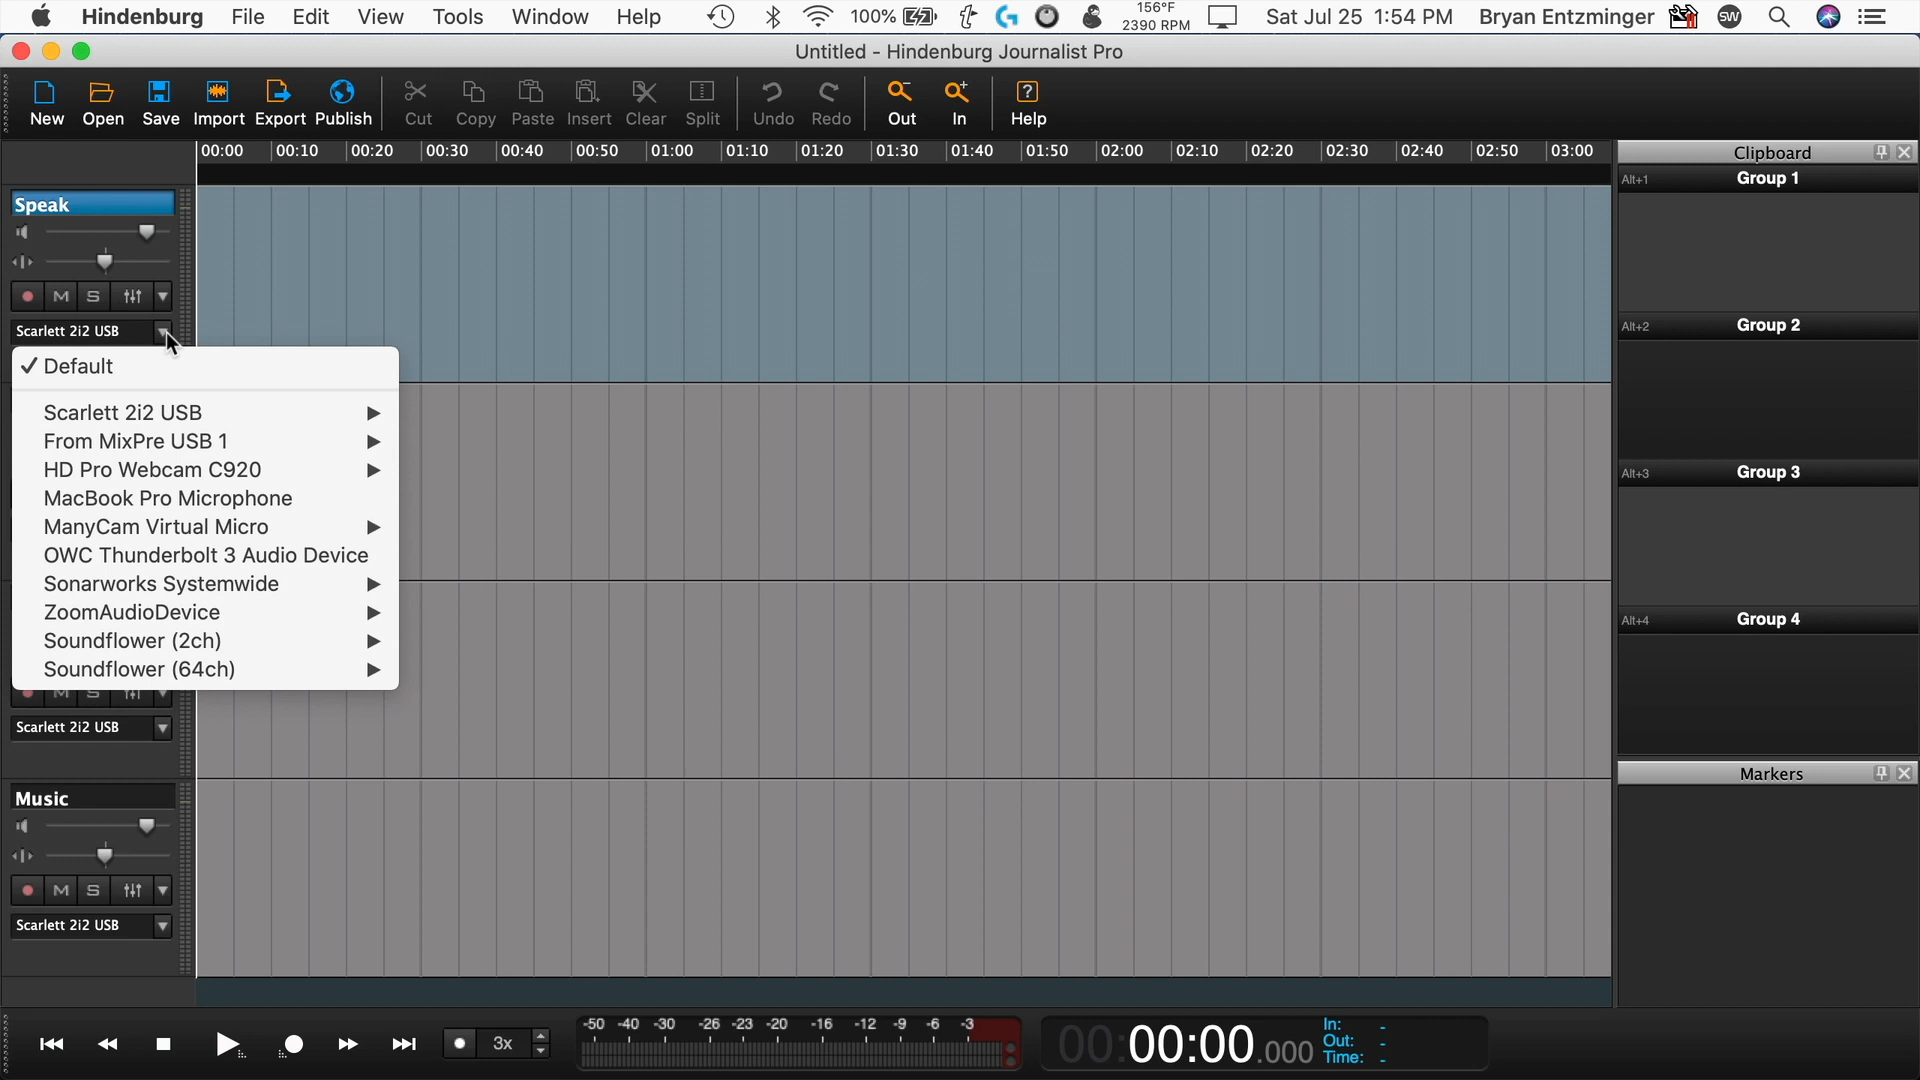 Hindenburg File Edit View Tools Window Help 100% 156°F 2390 RPM Sat Jul 25 1:54 PM Bryan Entzminger SW
Untitled - Hindenburg Journalist Pro
New Open Save Import Export Publish Cut Copy Paste Insert Clear Split Undo Redo Out In Help
00:00 00:10 00:20 00:30 00:40 00:50 01:00 01:10 01:20 01:30 01:40 01:50 02:00 02:10 02:20 02:30 02:40 02:50 03:00
Clipboard
Alt+1 Group 1
Speak
M S
Scarlett 2i2 USB
Alt+2 Group 2
✓ Default
Scarlett 2i2 USB
From MixPre USB 1
HD Pro Webcam C920
MacBook Pro Microphone
ManyCam Virtual Micro
OWC Thunderbolt 3 Audio Device
Sonarworks Systemwide
ZoomAudioDevice
Soundflower (2ch)
Soundflower (64ch)
Alt+3 Group 3
Alt+4 Group 4
M S
Scarlett 2i2 USB
Markers
Music
M S
Scarlett 2i2 USB
3x
-50 -40 -30 -26 -23 -20 -16 -12 -9 -6 -3
00:00:00.000
In: -
Out: -
Time: -